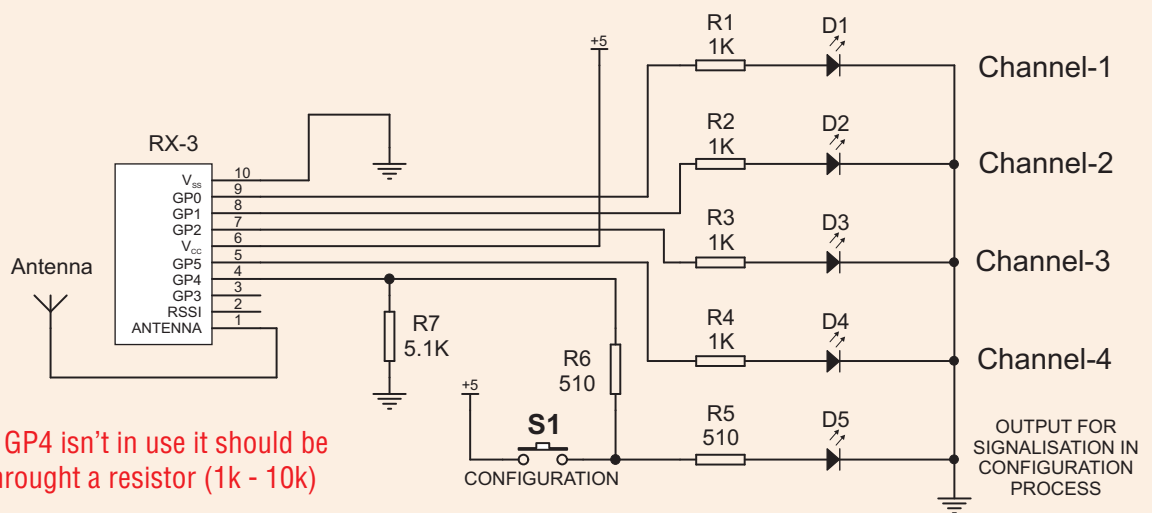 RX-3
V_SS 10
GP0 9
GP1 8
GP2 7
V_CC 6
GP5 5
GP4 4
GP3 3
RSSI 2
ANTENNA 1
Antenna
+5
R1
1K
D1
Channel-1
R2
1K
D2
Channel-2
R3
1K
D3
Channel-3
R4
1K
D4
Channel-4
R7
5.1K
R6
510
+5
S1
CONFIGURATION
R5
510
D5
OUTPUT FOR
SIGNALISATION IN
CONFIGURATION
PROCESS
GP4 isn't in use it should be
throught a resistor (1k - 10k)